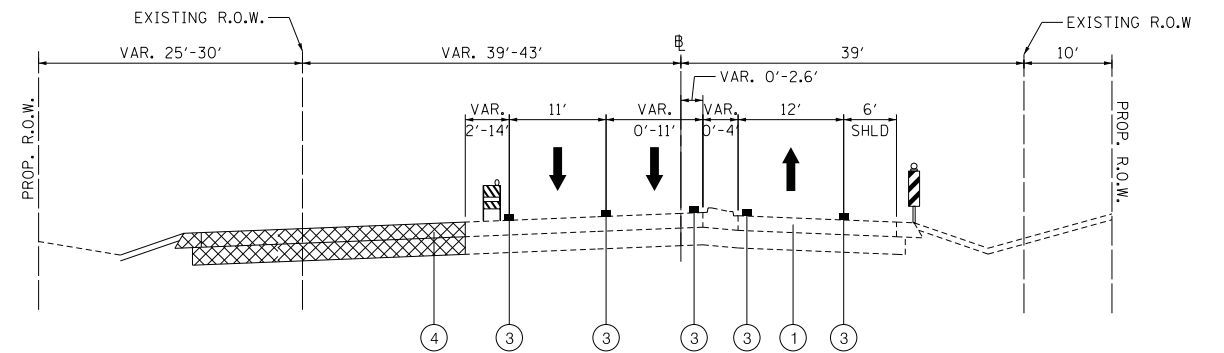 EXISTING R.O.W.
EXISTING R.O.W
VAR. 25'-30'
VAR. 39'-43'
℄
39'
10'
VAR. 0'-2.6'
VAR.
2'-14'
11'
VAR.
0'-11'
VAR.
0'-4'
12'
6'
SHLD
PROP. R.O.W.
PROP. R.O.W.
4
3
3
3
3
1
3